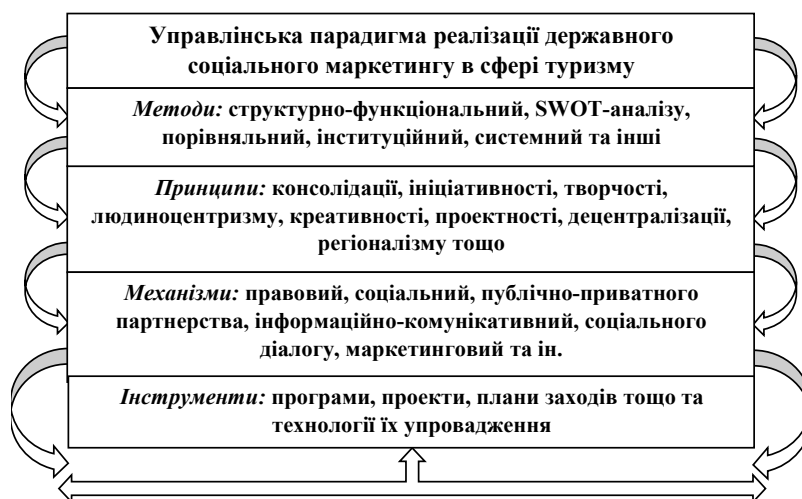 Управлінська парадигма реалізації державного
соціального маркетингу в сфері туризму
Методи: структурно-функціональний, SWOT-аналізу,
порівняльний, інституційний, системний та інші
Принципи: консолідації, ініціативності, творчості,
людиноцентризму, креативності, проектності, децентралізації,
регіоналізму тощо
Механізми: правовий, соціальний, публічно-приватного
партнерства, інформаційно-комунікативний, соціального
діалогу, маркетинговий та ін.
Інструменти: програми, проекти, плани заходів тощо та
технології їх упровадження